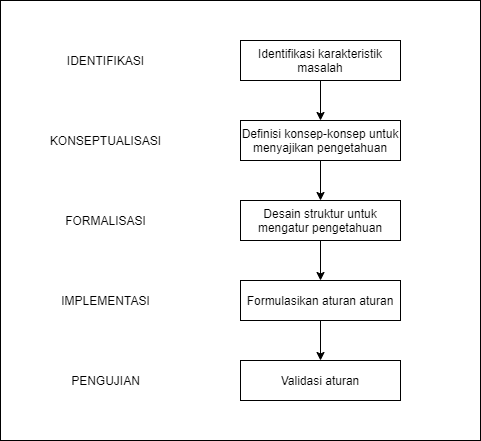 IDENTIFIKASI
Identifikasi karakteristik
masalah
KONSEPTUALISASI
Definisi konsep-konsep untuk
menyajikan pengetahuan
FORMALISASI
Desain struktur untuk
mengatur pengetahuan
IMPLEMENTASI
Formulasikan aturan aturan
PENGUJIAN
Validasi aturan